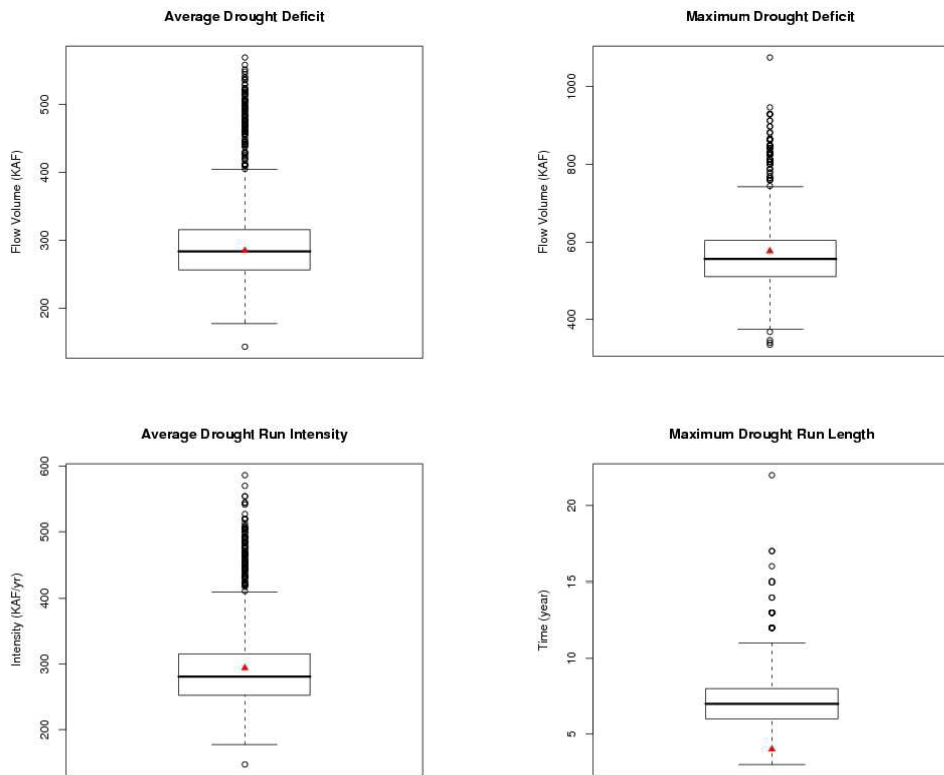 Average Drought Deficit
Flow Volume (KAF)
500
400
300
200
Maximum Drought Deficit
Flow Volume (KAF)
1000
800
600
400
Average Drought Run Intensity
Intensity (KAF/yr)
600
500
400
300
200
Maximum Drought Run Length
Time (year)
20
15
10
5